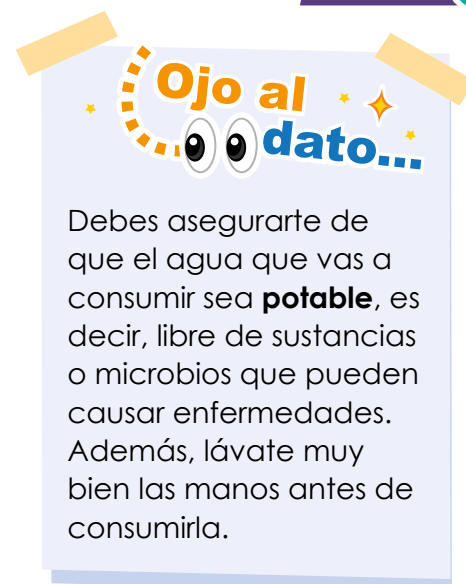 Ojo al
dato...
Debes asegurarte de
que el agua que vas a
consumir sea potable, es
decir, libre de sustancias
o microbios que pueden
causar enfermedades.
Además, lávate muy
bien las manos antes de
consumirla.